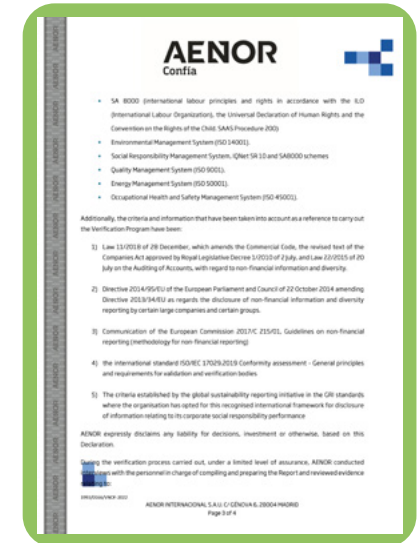 AENOR
Confía
• SA 8000 (international labour principles and rights in accordance with the ILO
(International Labour Organization), the Universal Declaration of Human Rights and the
Convention on the Rights of the Child. SAAS Procedure 200)
• Environmental Management System (ISO 14001).
• Social Responsibility Management System, IQNet SR 10 and SA8000 schemes
• Quality Management System (ISO 9001).
• Energy Management System (ISO 50001).
• Occupational Health and Safety Management System (ISO 45001).
Additionally, the criteria and information that have been taken into account as a reference to carry out
the Verification Program have been:
1) Law 11/2018 of 28 December, which amends the Commercial Code, the revised text of the
Companies Act approved by Royal Legislative Decree 1/2010 of 2 July, and Law 22/2015 of 20
July on the Auditing of Accounts, with regard to non-financial information and diversity.
2) Directive 2014/95/EU of the European Parliament and Council of 22 October 2014 amending
Directive 2013/34/EU as regards the disclosure of non-financial information and diversity
reporting by certain large companies and certain groups.
3) Communication of the European Commission 2017/C 215/01, Guidelines on non-financial
reporting (methodology for non-financial reporting)
4) the international standard ISO/IEC 17029.2019 Conformity assessment - General principles
and requirements for validation and verification bodies
5) The criteria established by the global sustainability reporting initiative in the GRI standards
where the organisation has opted for this recognised international framework for disclosure
of information relating to its corporate social responsibility performance
AENOR expressly disclaims any liability for decisions, investment or otherwise, based on this
Declaration.
During the verification process carried out, under a limited level of assurance, AENOR conducted
interviews with the personnel in charge of compiling and preparing the Report and reviewed evidence
relating to:
AENOR INTERNACIONAL S.A.U. C/ GÉNOVA 6, 28004 MADRID
Page 3 of 4